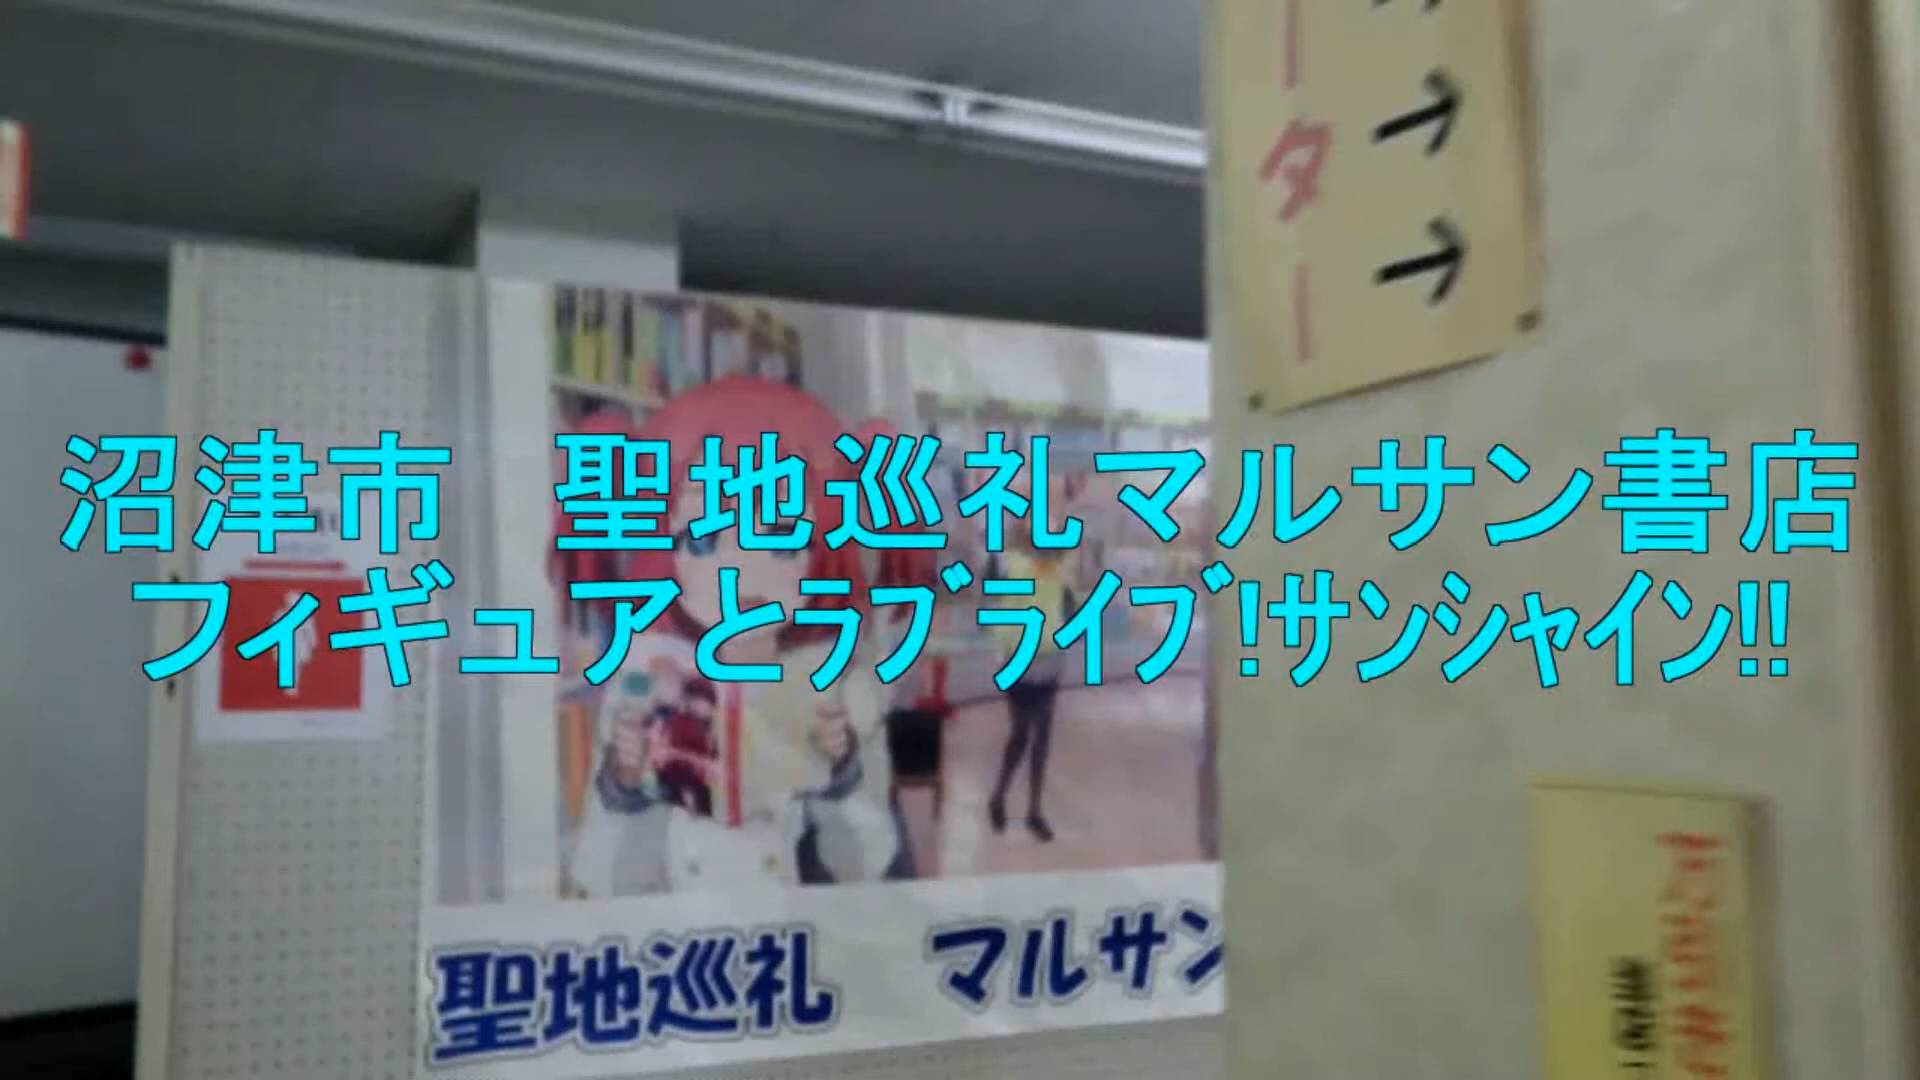 ター
→
→
沼津市 聖地巡礼マルサン書店
フィギュアとﾗﾌﾞﾗｲﾌﾞ!ｻﾝｼｬｲﾝ!!
聖地巡礼 マルサン